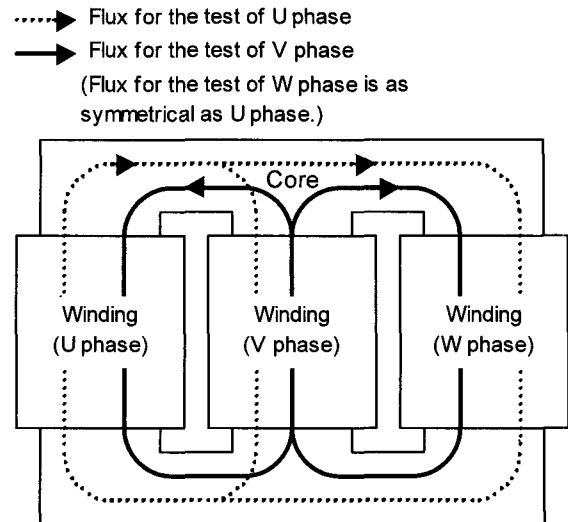 Flux for the test of U phase
Flux for the test of V phase
(Flux for the test of W phase is as
symmetrical as U phase.)
Core
Winding
(U phase)
Winding
(V phase)
Winding
(W phase)